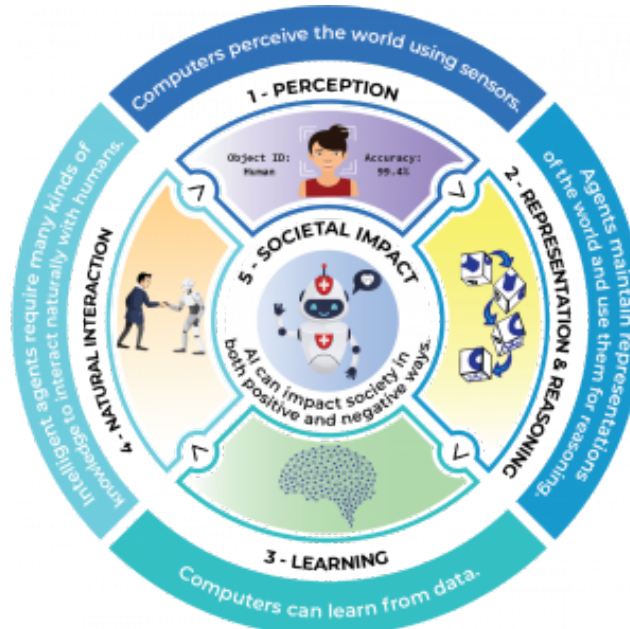 Computers perceive the world using sensors.
1 - PERCEPTION
Object ID:
Human
Accuracy:
99.4%
2 - REPRESENTATION & REASONING
Agents maintain representations
of the world and use them for reasoning.
3 - LEARNING
Computers can learn from data.
4 - NATURAL INTERACTION
Intelligent agents require many kinds of
knowledge to interact naturally with humans.
5 - SOCIETAL IMPACT
AI can impact society in
both positive and negative ways.